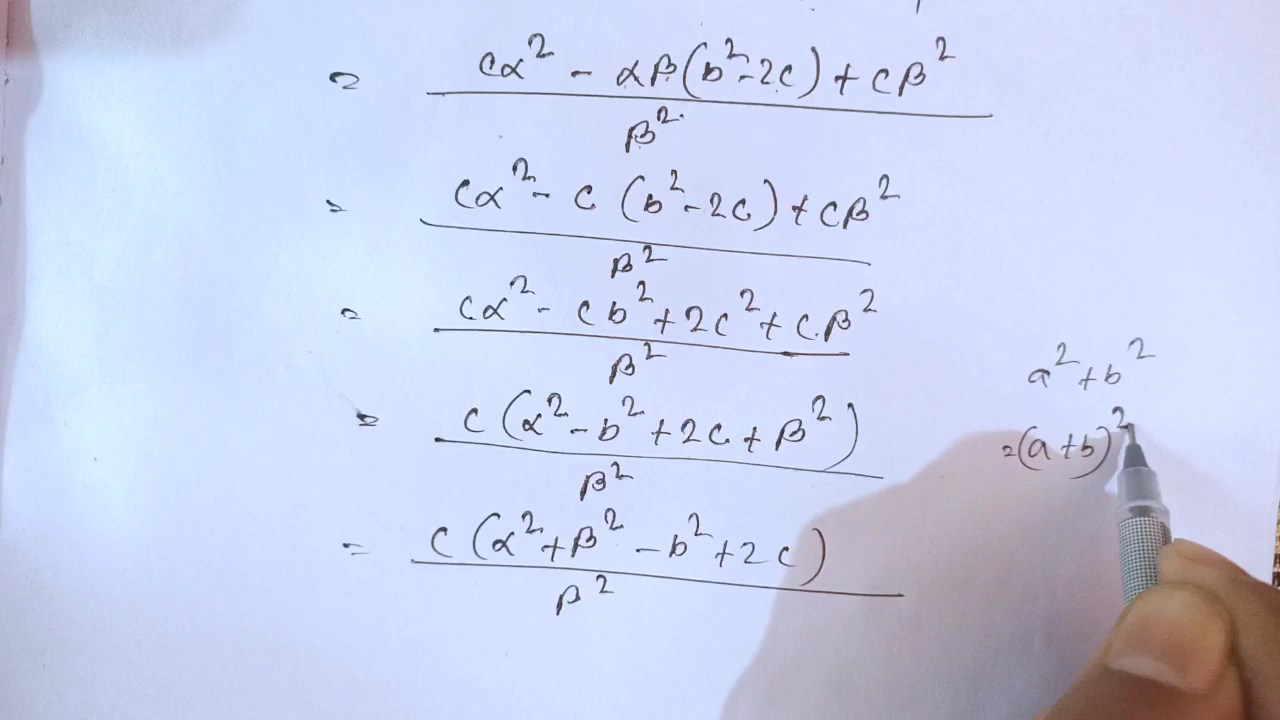 = cα² - αβ(b²-2c) + cβ²
β²
= cα² - c (b²-2c) + cβ²
β²
= cα² - cb² + 2c² + c.β²
β²
= c (α² - b² + 2c + β²)
β²
= c (α² + β² - b² + 2c)
β²
a² + b²
= (a + b)²